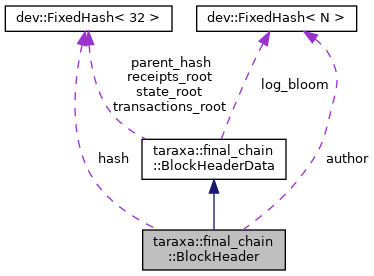 dev::FixedHash< 32 >
dev::FixedHash< N >
parent_hash
receipts_root
state_root
transactions_root
log_bloom
taraxa::final_chain
::BlockHeaderData
hash
author
taraxa::final_chain
::BlockHeader